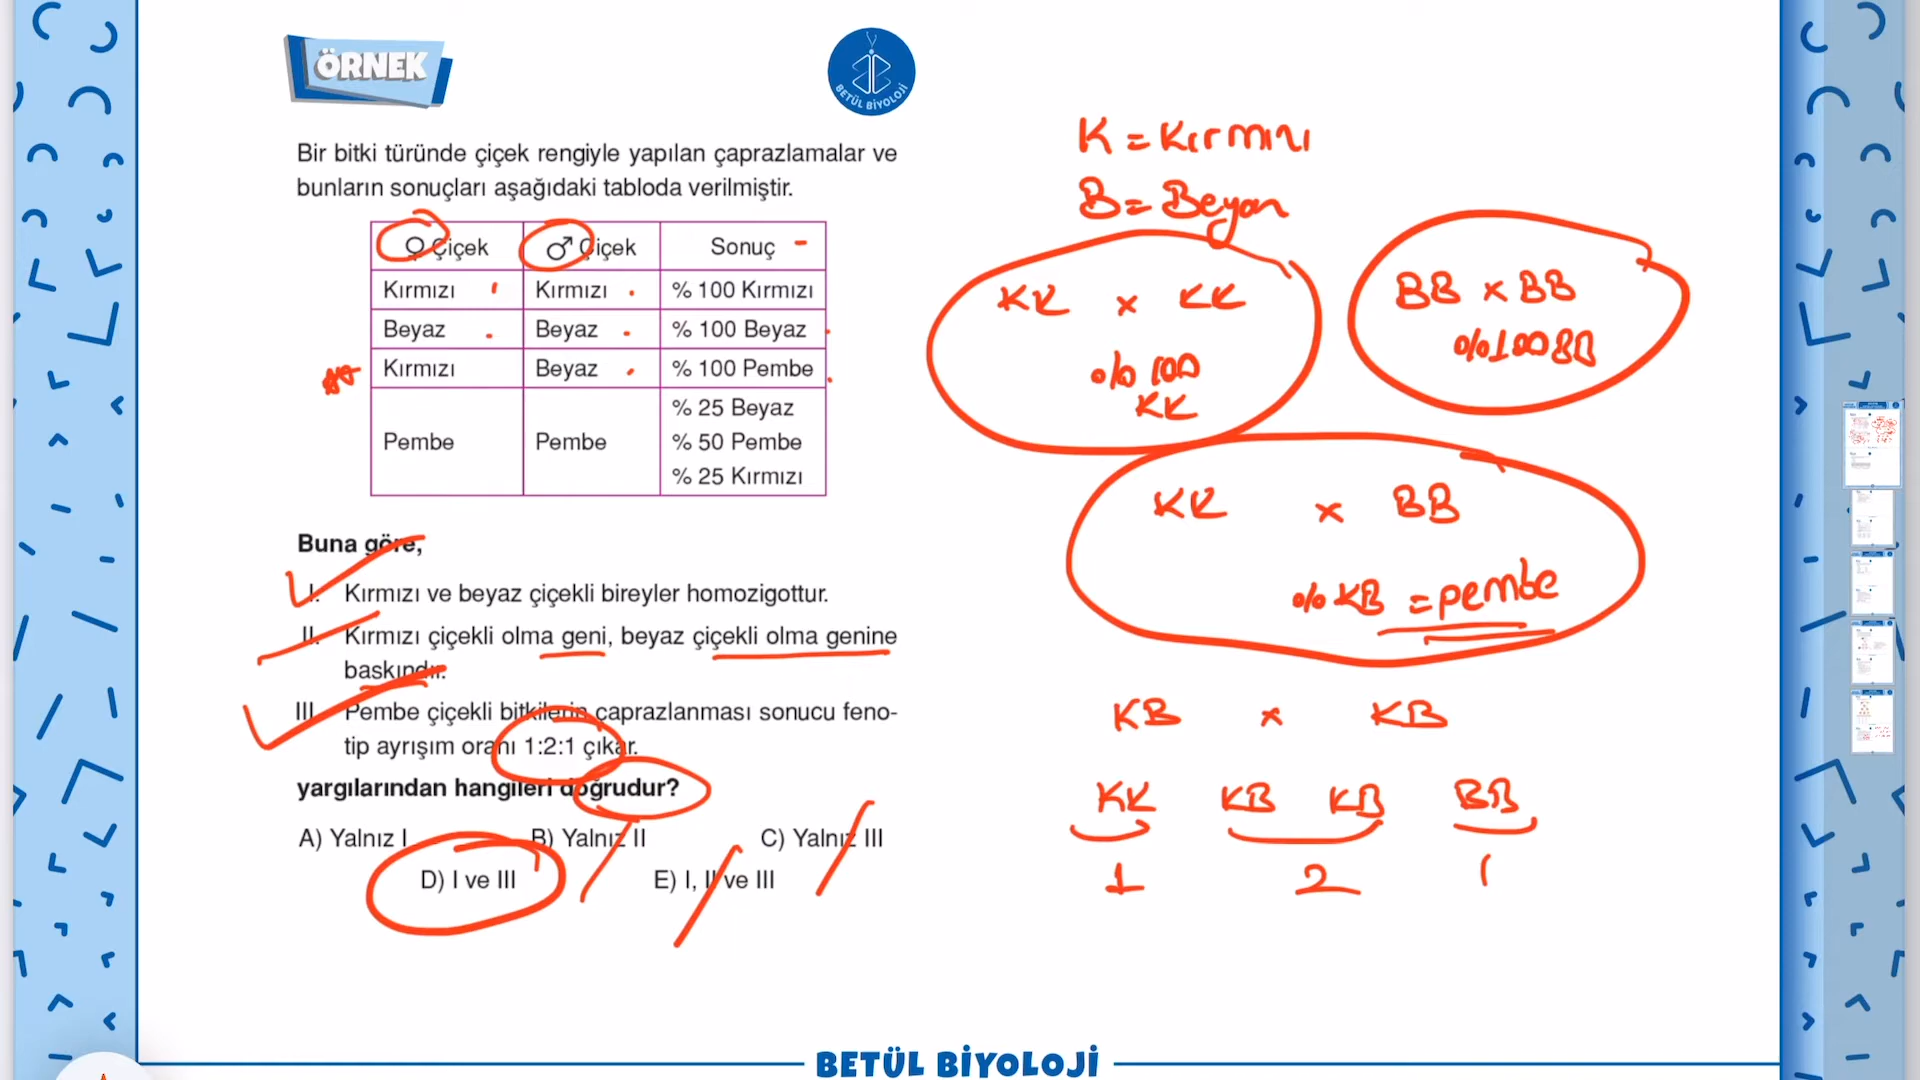 ÖRNEK
BETÜL BİYOLOJİ
Bir bitki türünde çiçek rengiyle yapılan çaprazlamalar ve
bunların sonuçları aşağıdaki tabloda verilmiştir.
♀ Çiçek ♂ Çiçek Sonuç
Kırmızı Kırmızı % 100 Kırmızı
Beyaz Beyaz % 100 Beyaz
Kırmızı Beyaz % 100 Pembe
Pembe Pembe % 25 Beyaz
% 50 Pembe
% 25 Kırmızı
Buna göre,
I. Kırmızı ve beyaz çiçekli bireyler homozigottur.
II. Kırmızı çiçekli olma geni, beyaz çiçekli olma genine
baskındır.
III. Pembe çiçekli bitkilerin çaprazlanması sonucu feno-
tip ayrışım oranı 1:2:1 çıkar.
yargılarından hangileri doğrudur?
A) Yalnız I B) Yalnız II C) Yalnız III
D) I ve III E) I, II ve III
K = Kırmızı
B = Beyaz
KK x KK
% 100
KK
BB x BB
%100 BB
KK x BB
% KB = pembe
KB x KB
KK KB KB BB
1 2 1
BETÜL BİYOLOJİ